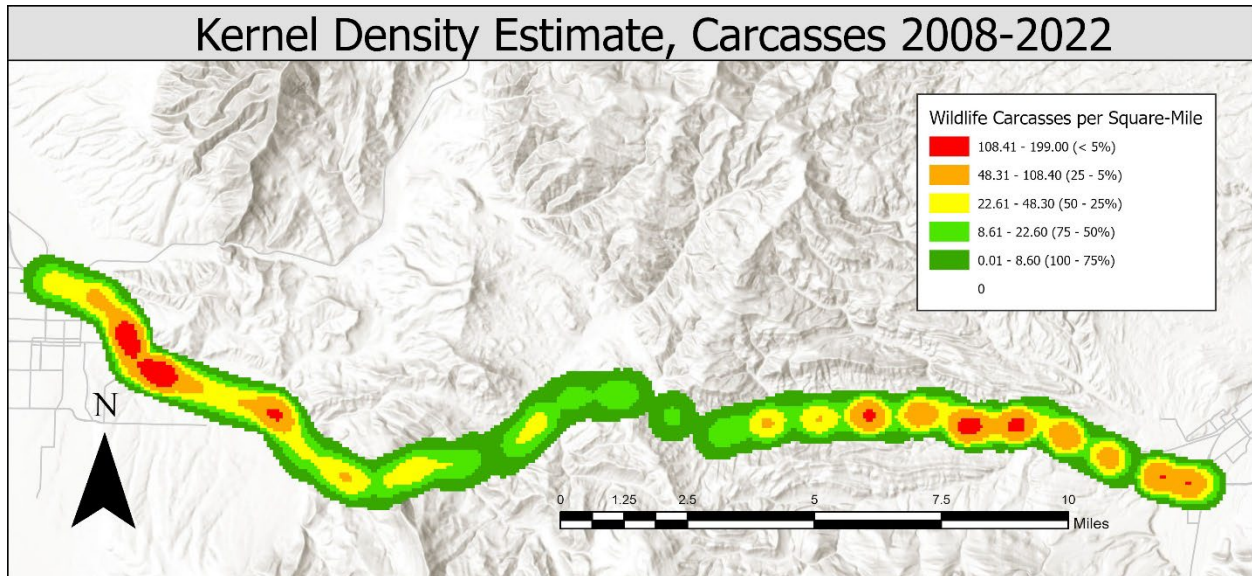 Kernel Density Estimate, Carcasses 2008-2022
Wildlife Carcasses per Square-Mile
108.41 - 199.00 (< 5%)
48.31 - 108.40 (25 - 5%)
22.61 - 48.30 (50 - 25%)
8.61 - 22.60 (75 - 50%)
0.01 - 8.60 (100 - 75%)
0
N
0 1.25 2.5 5 7.5 10
Miles